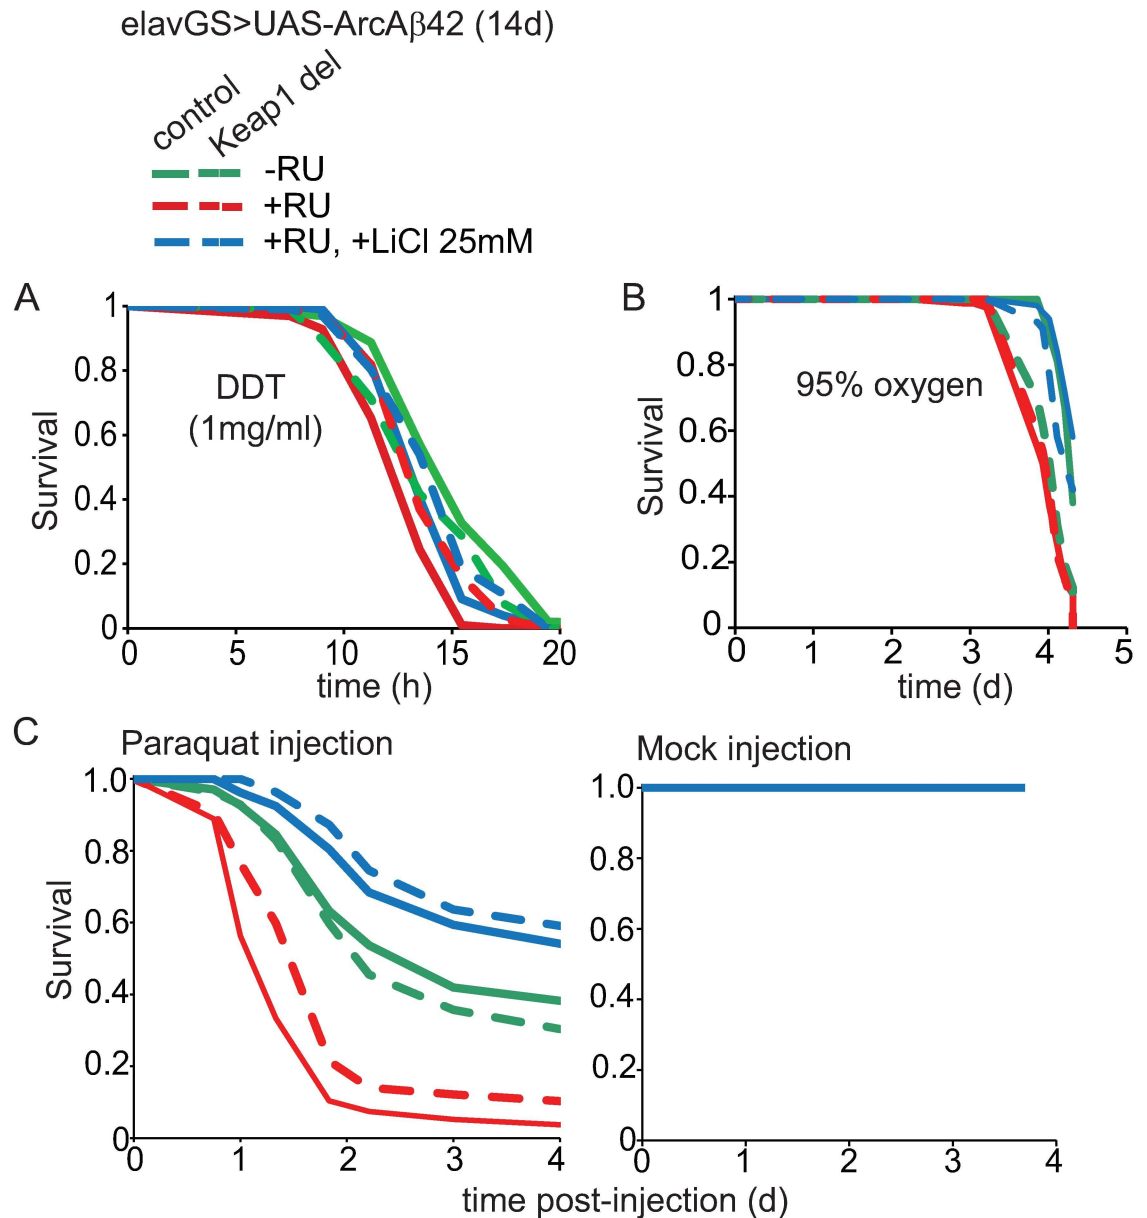 elavGS>UAS-ArcAβ42 (14d)
control
Keap1 del
-RU
+RU
+RU, +LiCl 25mM
A
1
0.8
0.6
0.4
0.2
0
Survival
DDT
(1mg/ml)
0 5 10 15 20
time (h)
B
1
0.8
0.6
0.4
0.2
0
Survival
95% oxygen
0 1 2 3 4 5
time (d)
C
Paraquat injection
1.0
0.8
0.6
0.4
0.2
0
Survival
0 1 2 3 4
Mock injection
1.0
0.8
0.6
0.4
0.2
0
0 1 2 3 4
time post-injection (d)